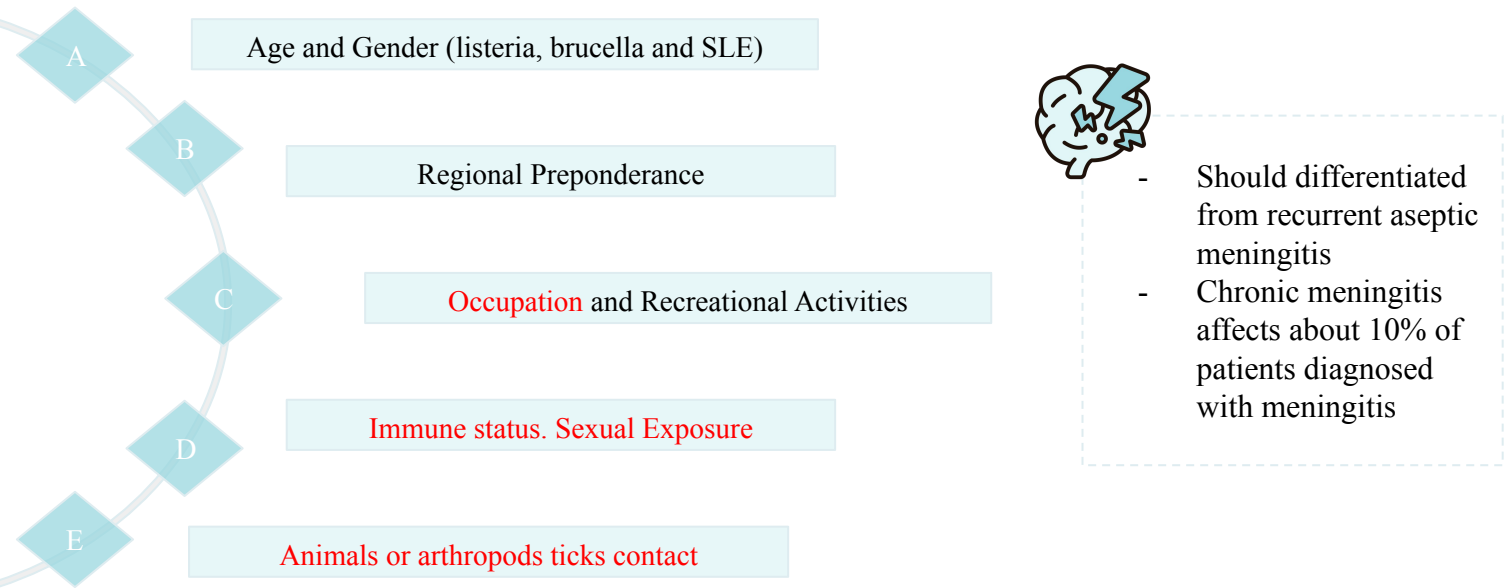 A
Age and Gender (listeria, brucella and SLE)
B
Regional Preponderance
C
Occupation and Recreational Activities
D
Immune status. Sexual Exposure
E
Animals or arthropods ticks contact
- Should differentiated
from recurrent aseptic
meningitis
- Chronic meningitis
affects about 10% of
patients diagnosed
with meningitis